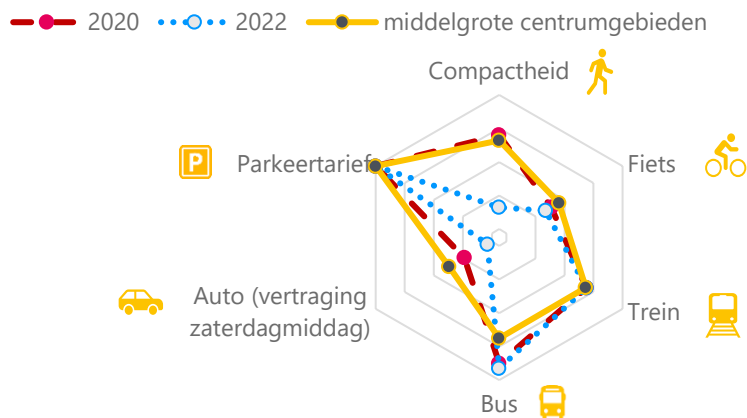 2020 2022 middelgrote centrumgebieden
Compactheid
P Parkeertarief Fiets
Auto (vertraging
zaterdagmiddag)
Trein
Bus